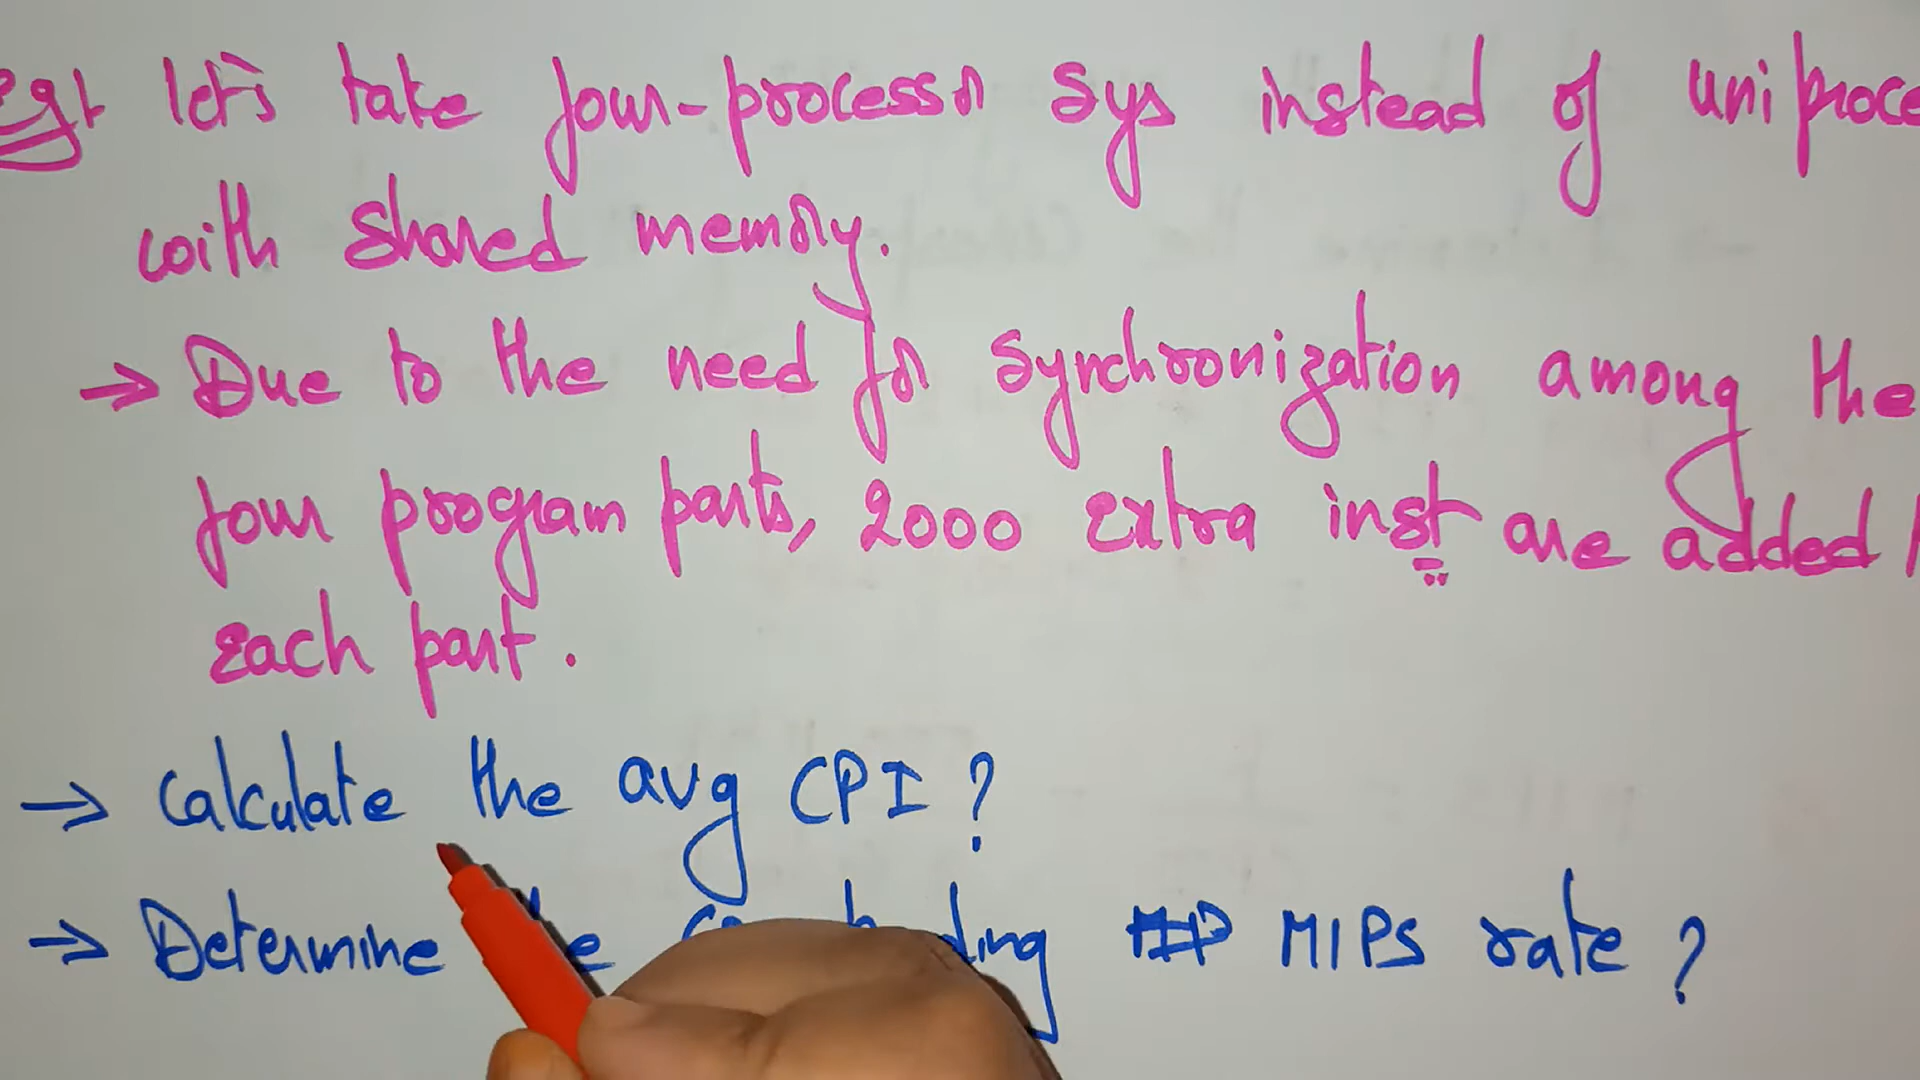 Eg:- let's take four-processor sys instead of uniproce
with shared memory.
→ Due to the need for synchronization among the
four program parts, 2000 extra inst are added
each part.
→ Calculate the avg CPI?
→ Determine MIPS rate?